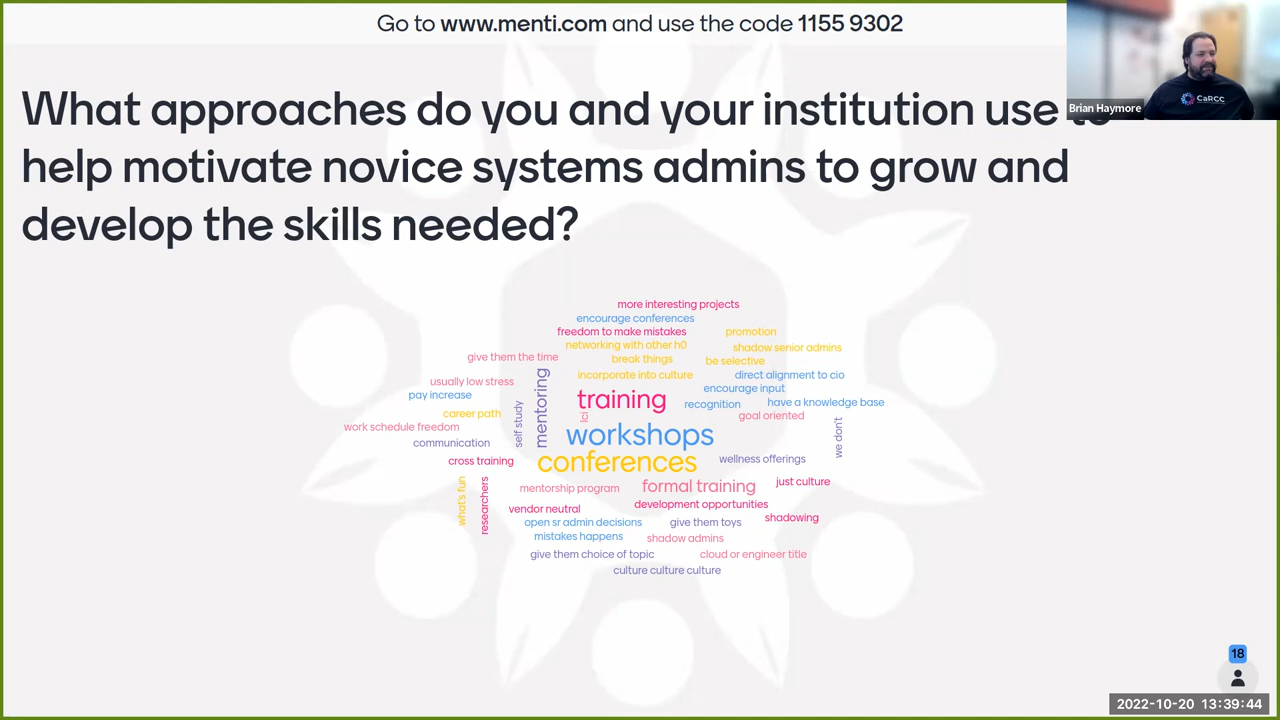 Go to www.menti.com and use the code 1155 9302
CaRCC
Brian Haymore
What approaches do you and your institution use to
help motivate novice systems admins to grow and
develop the skills needed?
more interesting projects
encourage conferences
freedom to make mistakes
promotion
networking with other h0
shadow senior admins
give them the time
break things
be selective
incorporate into culture
direct alignment to cio
usually low stress
encourage input
pay increase
mentoring
training
recognition
have a knowledge base
career path
self study
lci
goal oriented
work schedule freedom
workshops
we don't
communication
cross training
conferences
wellness offerings
what's fun
researchers
mentorship program
formal training
just culture
vendor neutral
development opportunities
open sr admin decisions
give them toys
shadowing
mistakes happens
shadow admins
give them choice of topic
cloud or engineer title
culture culture culture
18
2022-10-20 13:39:44